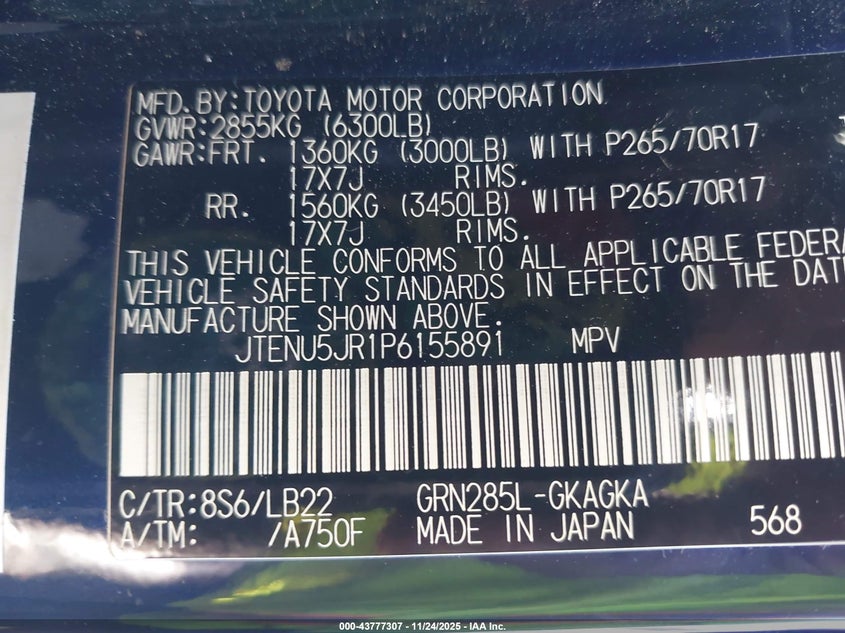 MFD. BY: TOYOTA MOTOR CORPORATION
GVWR: 2855KG (6300LB)
GAWR: FRT. 1360KG (3000LB) WITH P265/70R17
17X7J RIMS.
RR. 1560KG (3450LB) WITH P265/70R17
17X7J RIMS.
THIS VEHICLE CONFORMS TO ALL APPLICABLE FEDERA
VEHICLE SAFETY STANDARDS IN EFFECT ON THE DAT
MANUFACTURE SHOWN ABOVE.
JTENU5JR1P6155891 MPV
C/TR: 8S6/LB22 GRN285L-GKAGKA
A/TM: /A750F MADE IN JAPAN 568
000-43777307 - 11/24/2025 - IAA Inc.